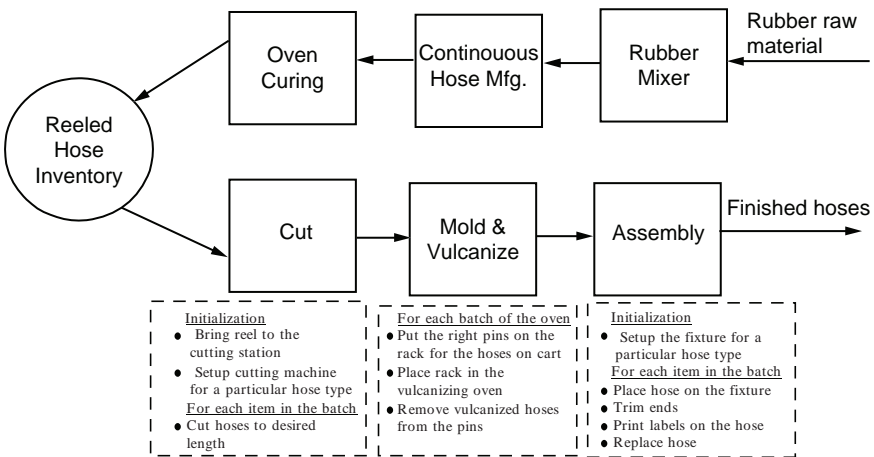 Rubber raw
material
Rubber
Mixer
Continouous
Hose Mfg.
Oven
Curing
Reeled
Hose
Inventory
Cut
Mold &
Vulcanize
Assembly
Finished hoses
Initialization
● Bring reel to the
cutting station
● Setup cutting machine
for a particular hose type
For each item in the batch
● Cut hoses to desired
length
For each batch of the oven
● Put the right pins on the
rack for the hoses on cart
● Place rack in the
vulcanizing oven
● Remove vulcanized hoses
from the pins
Initialization
● Setup the fixture for a
particular hose type
For each item in the batch
● Place hose on the fixture
● Trim ends
● Print labels on the hose
● Replace hose